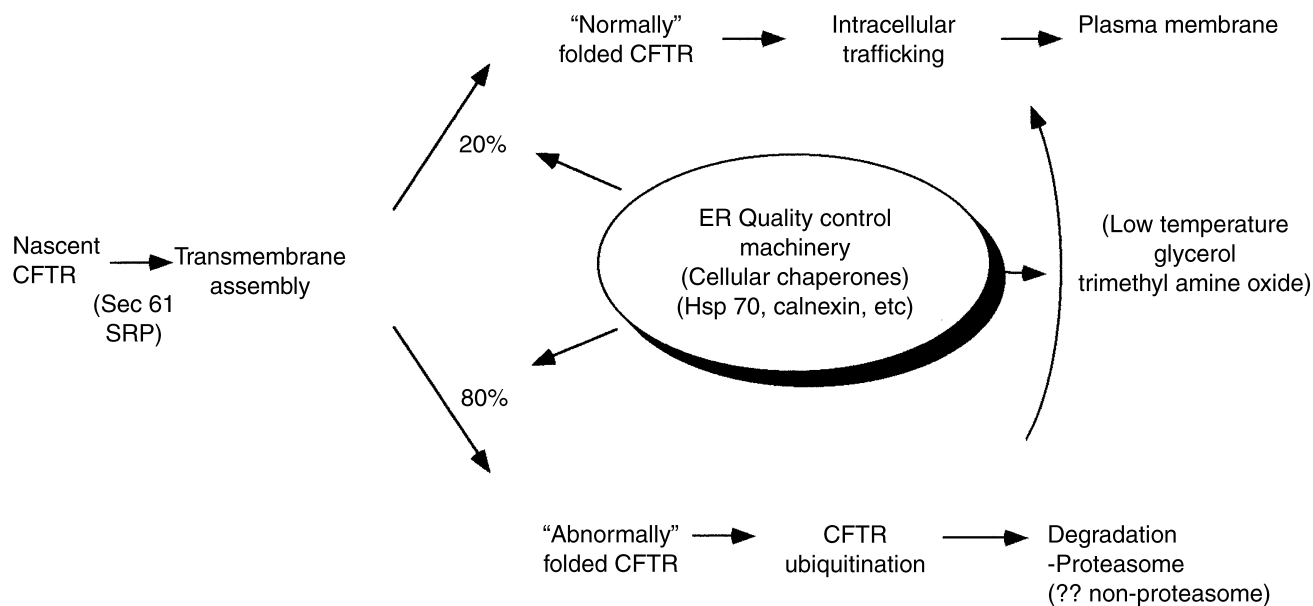 “Normally”
folded CFTR
Intracellular
trafficking
Plasma membrane
20%
ER Quality control
machinery
(Cellular chaperones)
(Hsp 70, calnexin, etc)
(Low temperature
glycerol
trimethyl amine oxide)
Nascent
CFTR
Transmembrane
assembly
(Sec 61
SRP)
80%
“Abnormally”
folded CFTR
CFTR
ubiquitination
Degradation
-Proteasome
(?? non-proteasome)